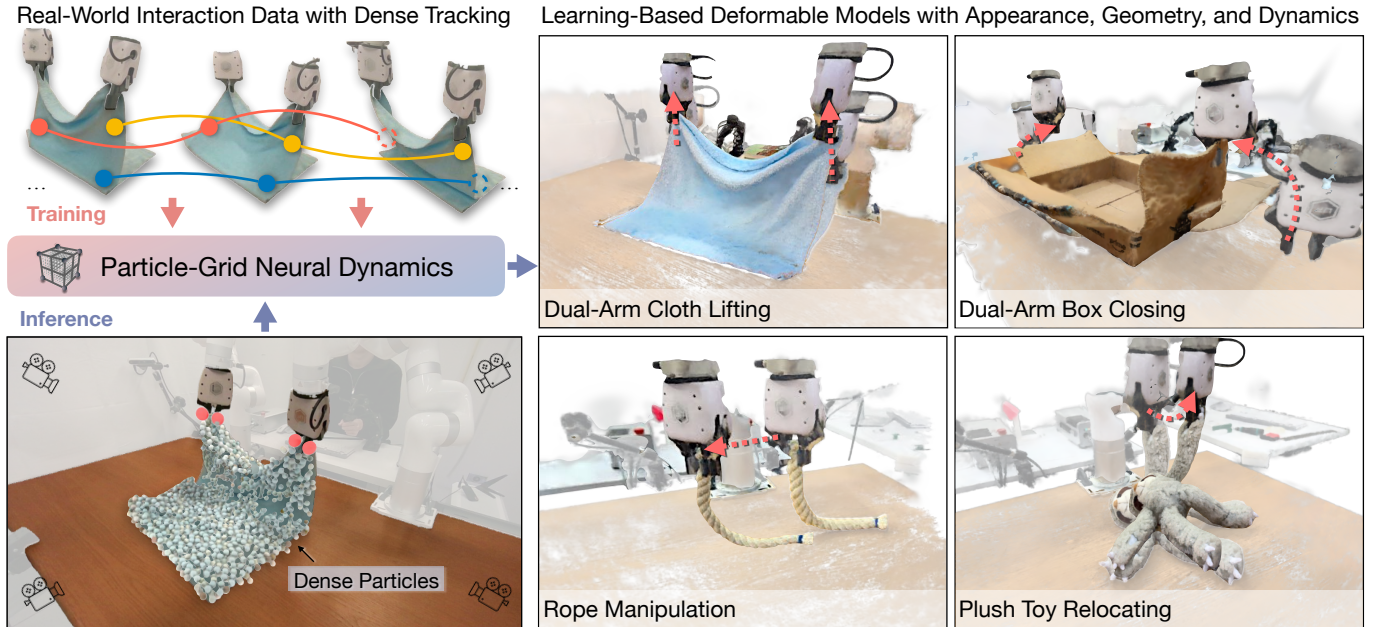 Real-World Interaction Data with Dense Tracking
... ...
Training
Particle-Grid Neural Dynamics
Inference
Dense Particles
Learning-Based Deformable Models with Appearance, Geometry, and Dynamics
Dual-Arm Cloth Lifting
Dual-Arm Box Closing
Rope Manipulation
Plush Toy Relocating